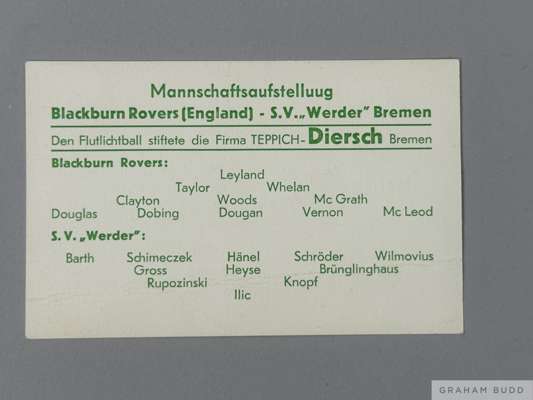 Mannschaftsaufstelluug
Blackburn Rovers (England) - S.V. „Werder" Bremen
Den Flutlichtball stiftete die Firma TEPPICH-Diersch Bremen
Blackburn Rovers:
Leyland
Taylor Whelan
Clayton Woods Mc Grath
Douglas Dobing Dougan Vernon Mc Leod
S. V. „Werder":
Barth Schimeczek Hänel Schröder Wilmovius
Gross Heyse Brünglinghaus
Rupozinski Knopf
Ilic
GRAHAM BUDD